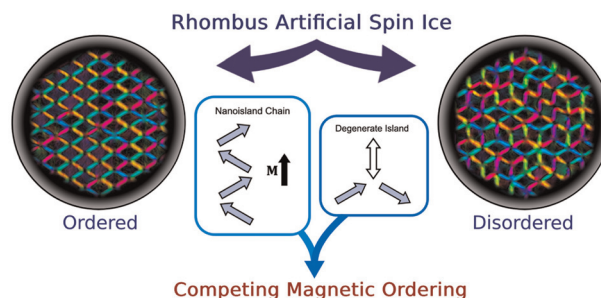 Rhombus Artificial Spin Ice
Nanoisland Chain
M
Degenerate Island
Ordered
Disordered
Competing Magnetic Ordering